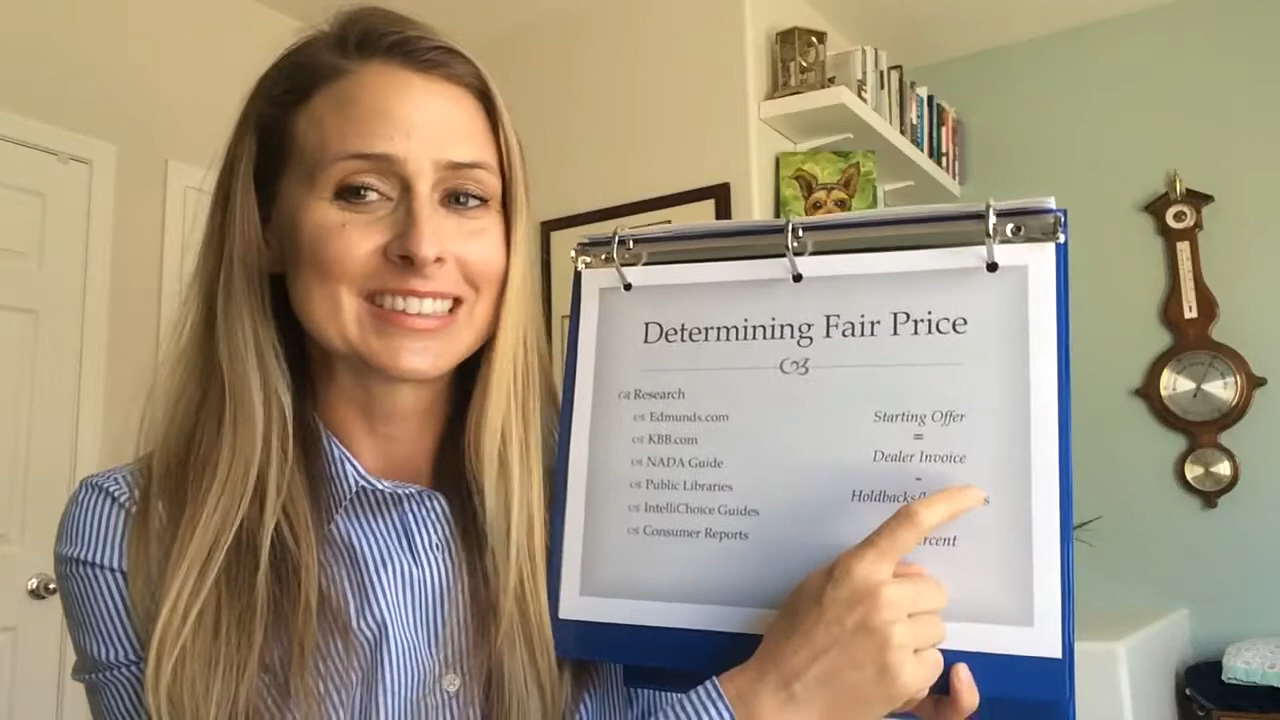 Determining Fair Price
Research
Edmunds.com
KBB.com
NADA Guide
Public Libraries
IntelliChoice Guides
Consumer Reports
Starting Offer
=
Dealer Invoice
-